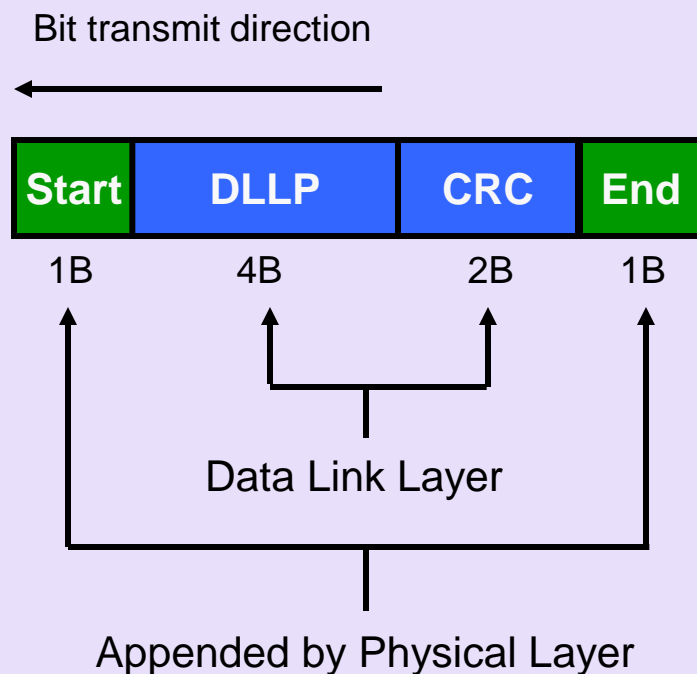 Bit transmit direction
Start DLLP CRC End
1B 4B 2B 1B
Data Link Layer
Appended by Physical Layer